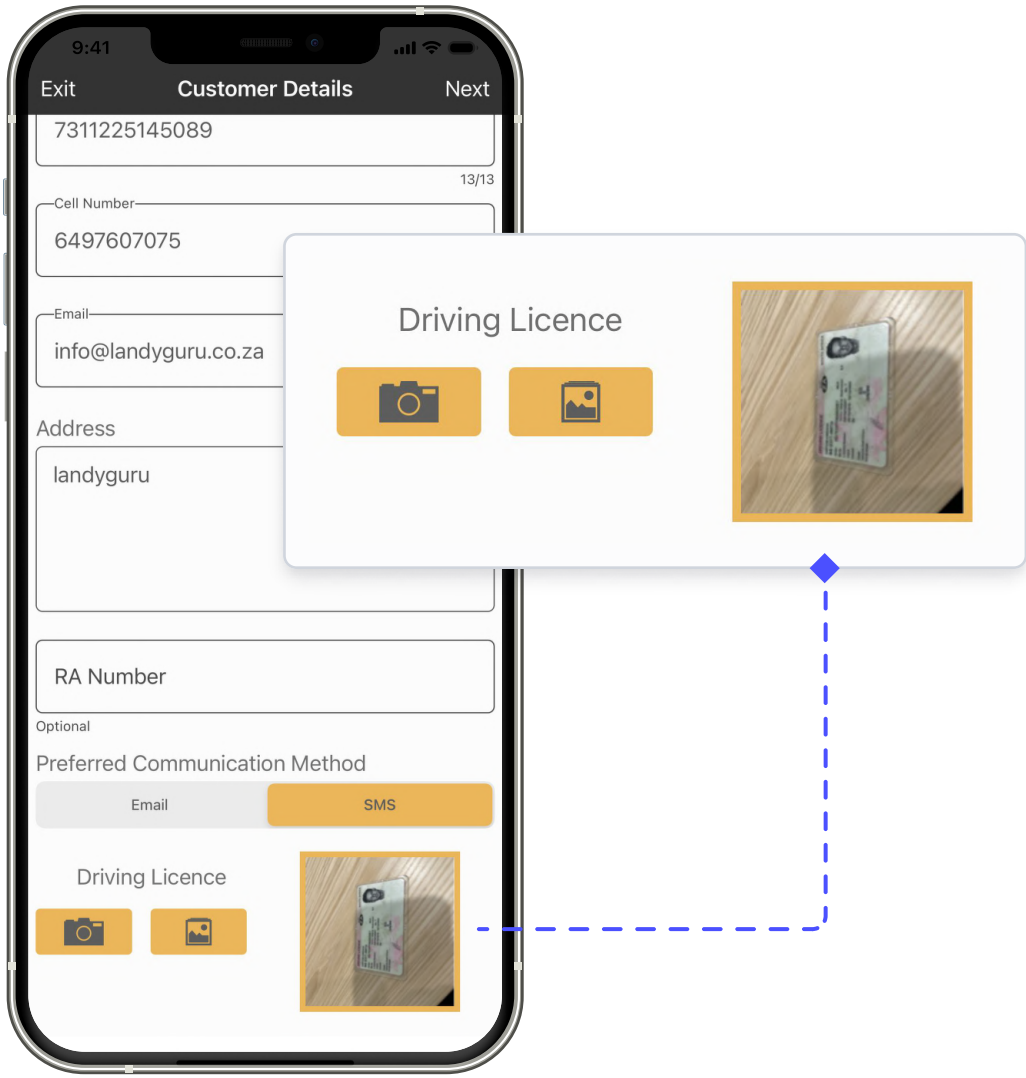 9:41
Exit Customer Details Next
7311225145089
13/13
Cell Number
6497607075
Email
info@landyguru.co.za
Address
landyguru
RA Number
Optional
Preferred Communication Method
Email SMS
Driving Licence
Driving Licence